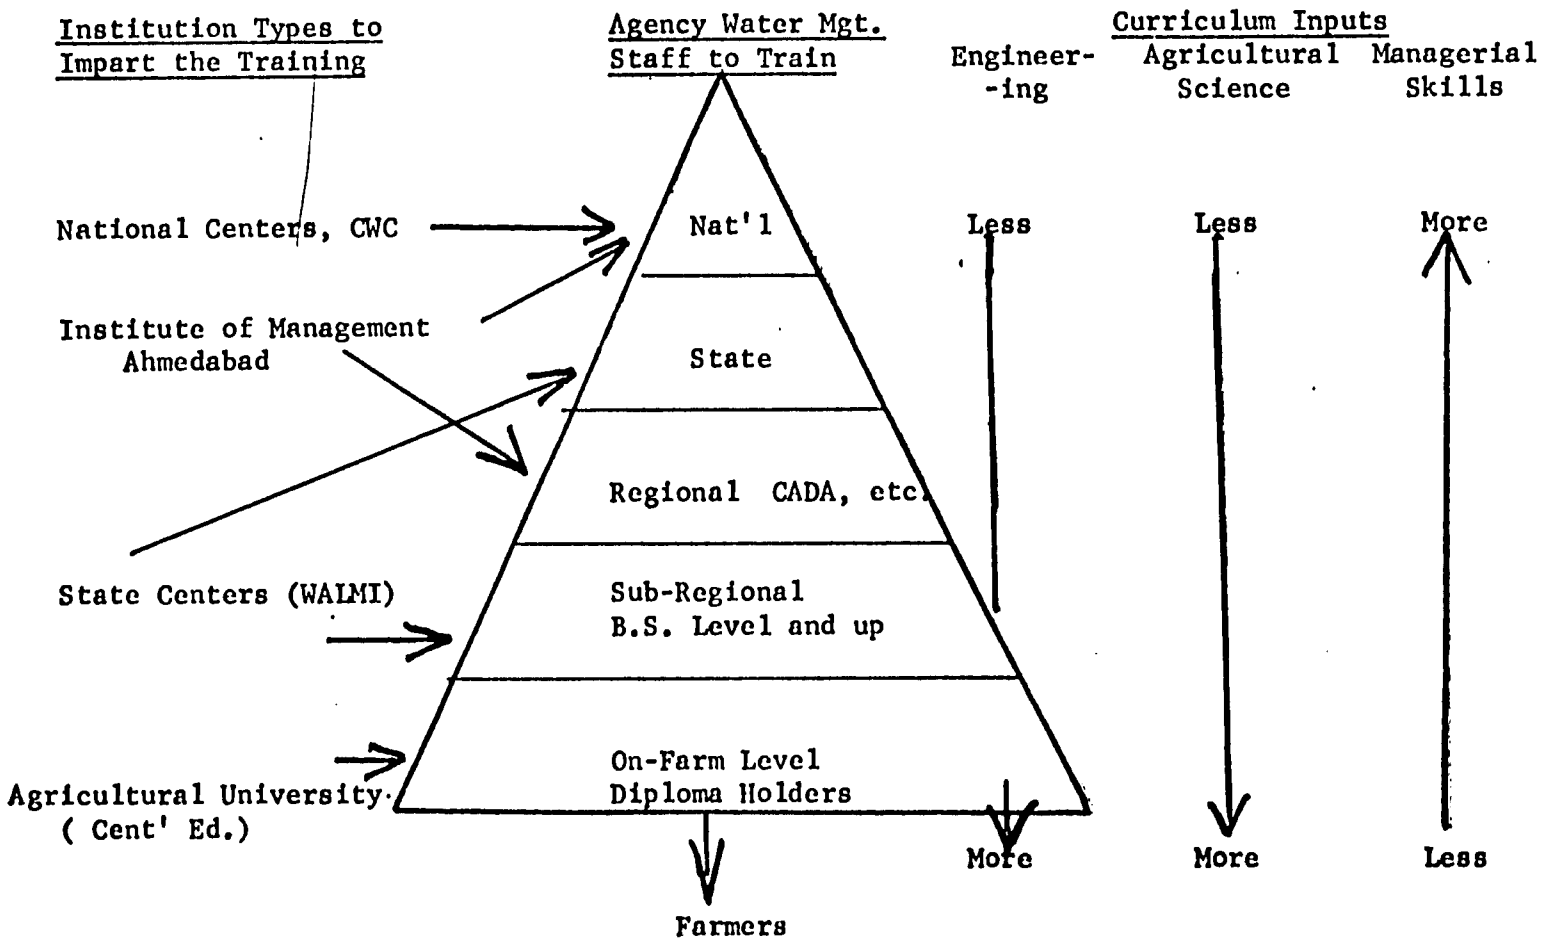 Institution Types to
Impart the Training
Agency Water Mgt.
Staff to Train
Curriculum Inputs
Engineer-
-ing
Agricultural
Science
Managerial
Skills
National Centers, CWC
Nat'l
Less
Less
More
Institute of Management
Ahmedabad
State
Regional CADA, etc.
State Centers (WALMI)
Sub-Regional
B.S. Level and up
On-Farm Level
Diploma Holders
Agricultural University
( Cent' Ed.)
More
More
Less
Farmers